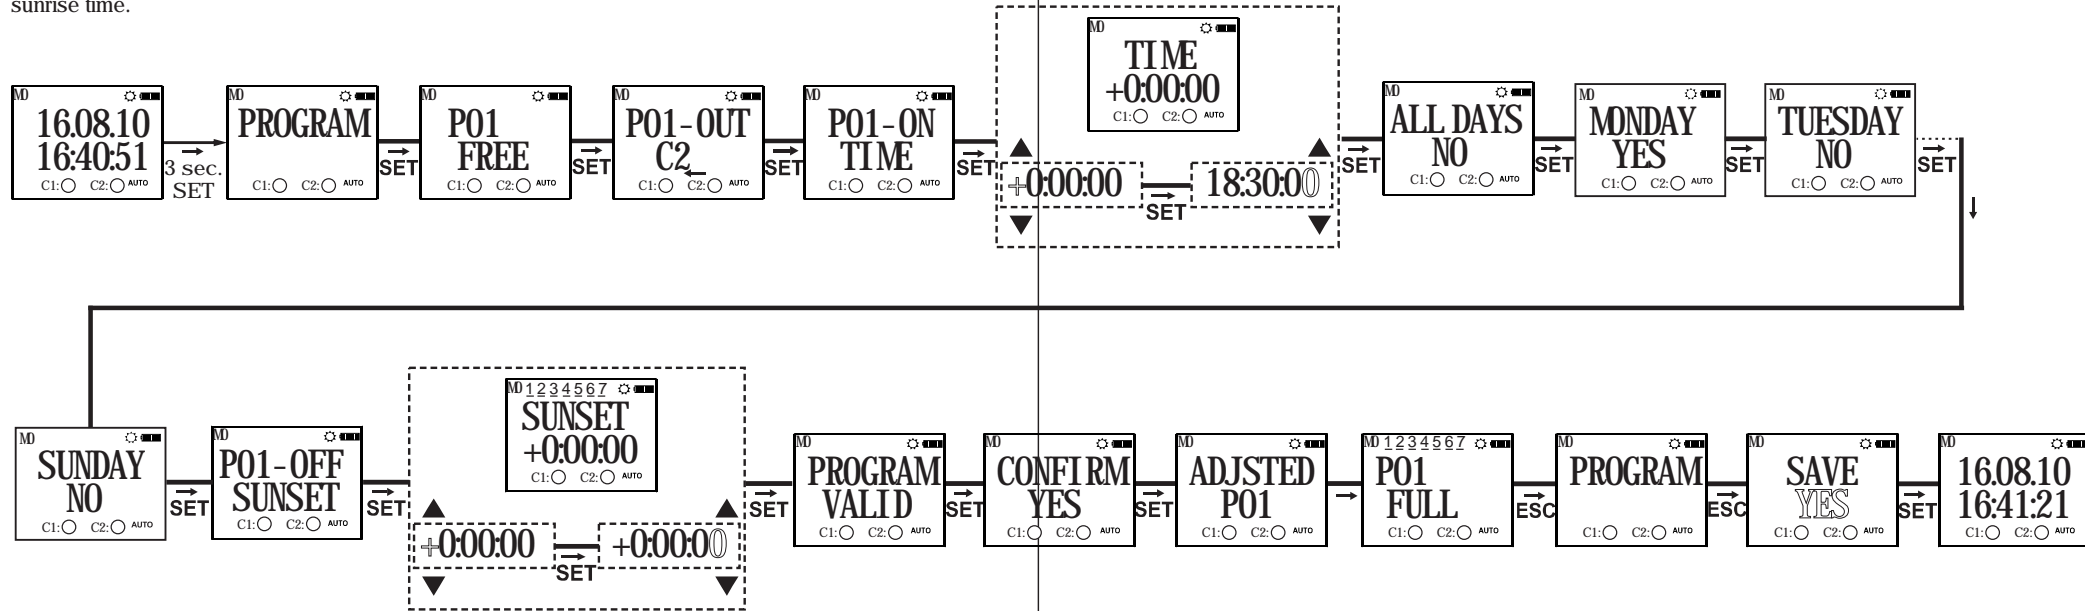 sunrise time.
MO
16.08.10
16:40:51
C1: C2: AUTO
3 sec.
SET
MO
PROGRAM
C1: C2: AUTO
SET
MO
P01
FREE
C1: C2: AUTO
SET
MO
P01-OUT
C2
C1: C2: AUTO
SET
MO
P01-ON
TIME
C1: C2: AUTO
SET
MO
TIME
+0:00:00
C1: C2: AUTO
+0:00:00
SET
18:30:00
SET
MO
ALL DAYS
NO
C1: C2: AUTO
SET
MO
MONDAY
YES
C1: C2: AUTO
SET
MO
TUESDAY
NO
C1: C2: AUTO
SET
MO
SUNDAY
NO
C1: C2: AUTO
SET
MO
P01-OFF
SUNSET
C1: C2: AUTO
SET
MO 1 2 3 4 5 6 7
SUNSET
+0:00:00
C1: C2: AUTO
+0:00:00
SET
+0:00:00
SET
MO
PROGRAM
VALID
C1: C2: AUTO
SET
MO
CONFIRM
YES
C1: C2: AUTO
SET
MO
ADJSTED
P01
C1: C2: AUTO
MO 1 2 3 4 5 6 7
P01
FULL
C1: C2: AUTO
ESC
MO
PROGRAM
C1: C2: AUTO
ESC
MO
SAVE
YES
C1: C2: AUTO
SET
MO
16.08.10
16:41:21
C1: C2: AUTO